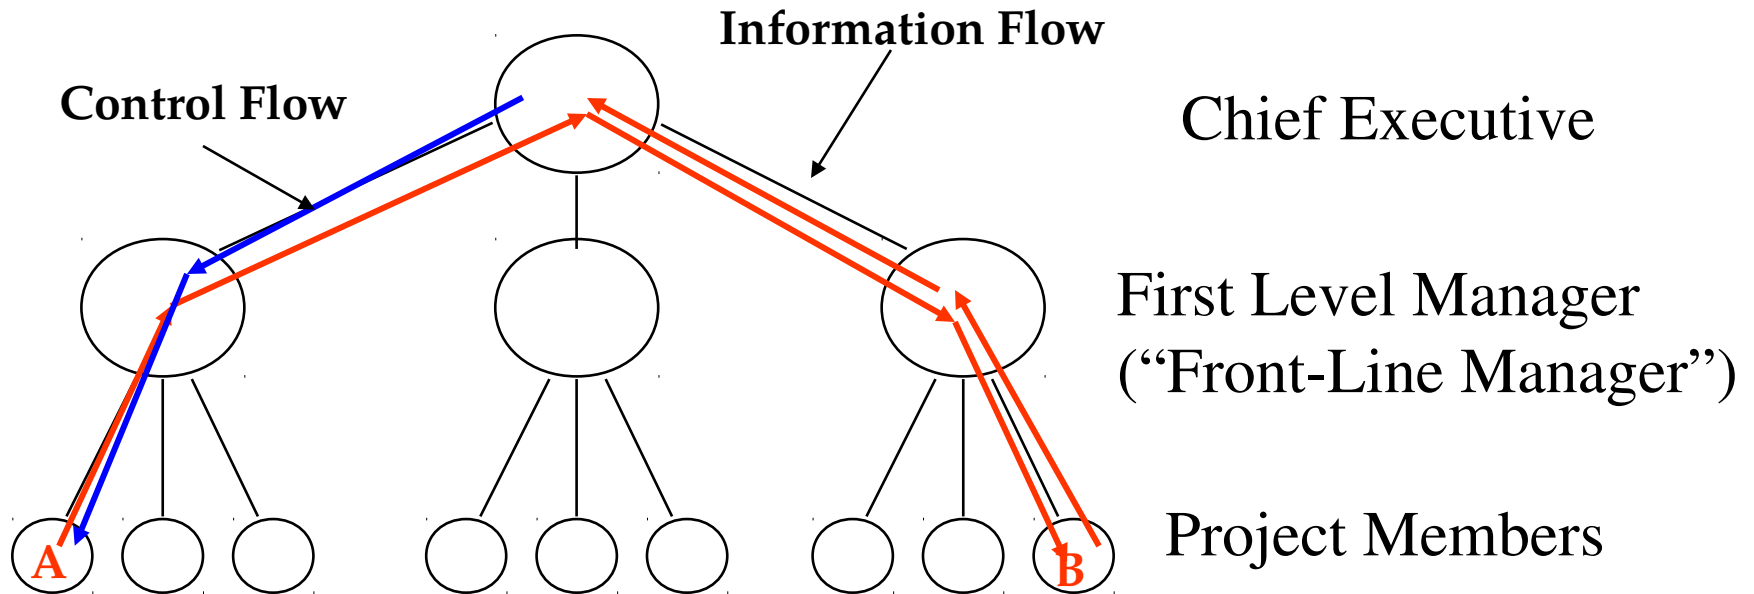 Information Flow
Control Flow
Chief Executive
First Level Manager
(“Front-Line Manager”)
Project Members
A
B